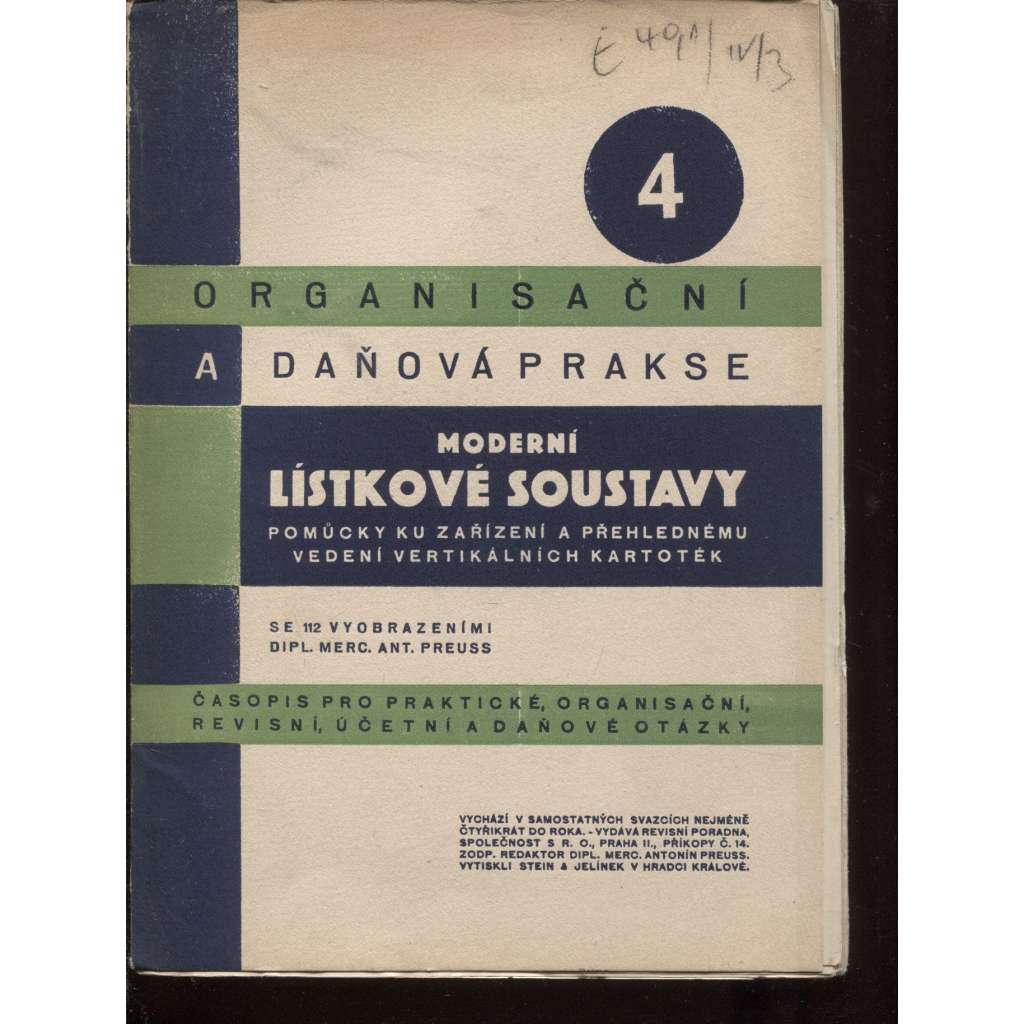 4
ORGANISAČNÍ
A DAŇOVÁ PRAKSE
MODERNÍ
LÍSTKOVÉ SOUSTAVY
POMŮCKY KU ZAŘÍZENÍ A PŘEHLEDNÉMU
VEDENÍ VERTIKÁLNÍCH KARTOTÉK
SE 112 VYOBRAZENÍMI
DIPL. MERC. ANT. PREUSS
ČASOPIS PRO PRAKTICKÉ, ORGANISAČNÍ,
REVISNÍ, ÚČETNÍ A DAŇOVÉ OTÁZKY
VYCHÁZÍ V SAMOSTATNÝCH SVAZCÍCH NEJMÉNĚ
ČTYŘIKRÁT DO ROKA. - VYDÁVÁ REVISNÍ PORADNA,
SPOLEČNOST S R. O., PRAHA II., PŘÍKOPY Č. 14.
ZODP. REDAKTOR DIPL. MERC. ANTONÍN PREUSS.
VYTISKLI STEIN & JELÍNEK V HRADCI KRÁLOVÉ.